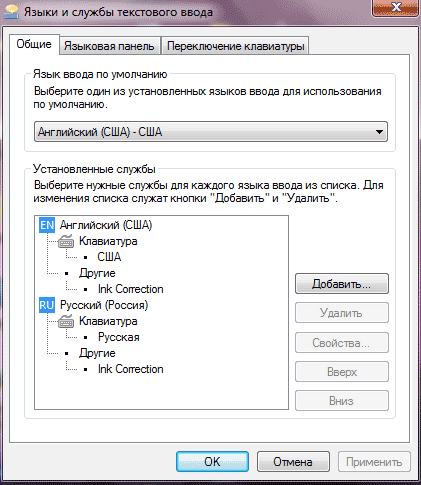 Языки и службы текстового ввода
Общие Языковая панель Переключение клавиатуры
Язык ввода по умолчанию
Выберите один из установленных языков ввода для использования
по умолчанию.
Английский (США) - США
Установленные службы
Выберите нужные службы для каждого языка ввода из списка. Для
изменения списка служат кнопки "Добавить" и "Удалить".
EN Английский (США)
Клавиатура
США
Другие
Ink Correction
RU Русский (Россия)
Клавиатура
Русская
Другие
Ink Correction
Добавить...
Удалить
Свойства...
Вверх
Вниз
OK Отмена Применить